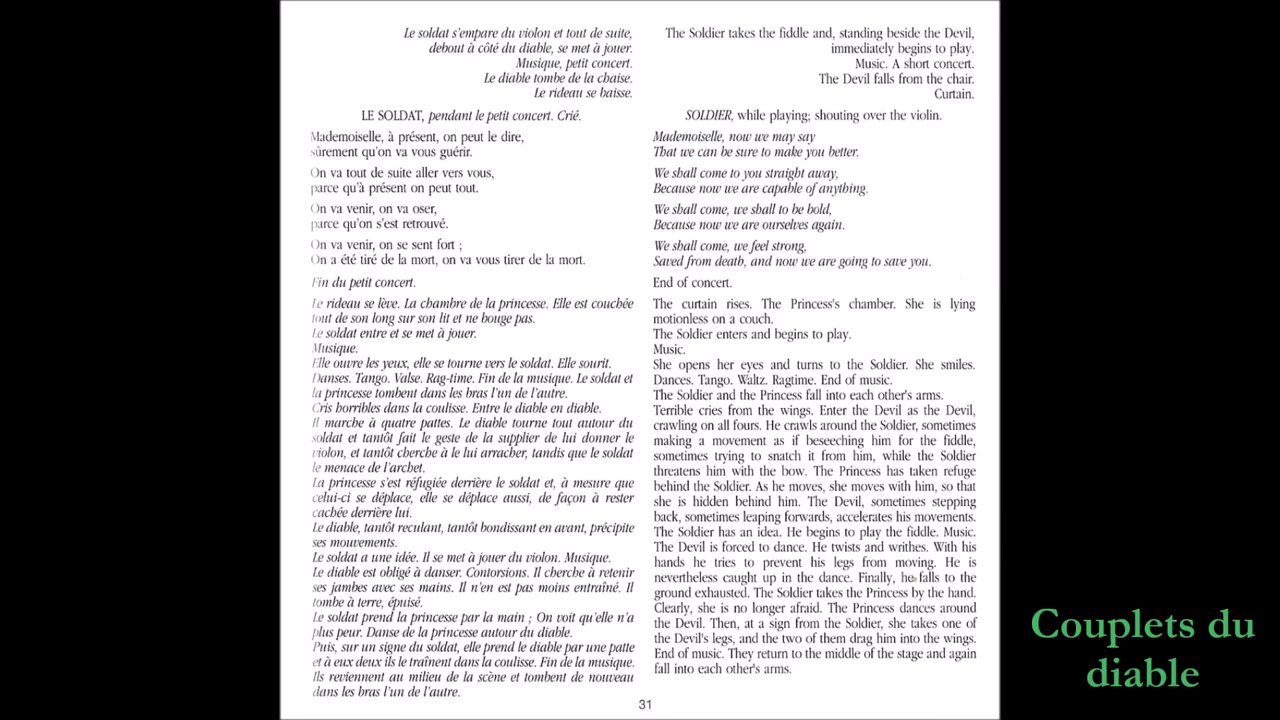 Le soldat s'empare du violon et tout de suite,
debout à côté du diable, se met à jouer.
Musique, petit concert.
Le diable tombe de la chaise.
Le rideau se baisse.
LE SOLDAT, pendant le petit concert. Crié.
Mademoiselle, à présent, on peut le dire,
sûrement qu'on va vous guérir.
On va tout de suite aller vers vous,
parce qu'à présent on peut tout.
On va venir, on va oser,
parce qu'on s'est retrouvé.
On va venir, on se sent fort ;
On a été tiré de la mort, on va vous tirer de la mort.
Fin du petit concert.
Le rideau se lève. La chambre de la princesse. Elle est couchée
tout de son long sur son lit et ne bouge pas.
Le soldat entre et se met à jouer.
Musique.
Elle ouvre les yeux, elle se tourne vers le soldat. Elle sourit.
Danses. Tango. Valse. Rag-time. Fin de la musique. Le soldat et
la princesse tombent dans les bras l'un de l'autre.
Cris horribles dans la coulisse. Entre le diable en diable.
Il marche à quatre pattes. Le diable tourne tout autour du
soldat et tantôt fait le geste de la supplier de lui donner le
violon, et tantôt cherche à le lui arracher, tandis que le soldat
le menace de l'archet.
La princesse s'est réfugiée derrière le soldat et, à mesure que
celui-ci se déplace, elle se déplace aussi, de façon à rester
cachée derrière lui.
Le diable, tantôt reculant, tantôt bondissant en avant, précipite
ses mouvements.
Le soldat a une idée. Il se met à jouer du violon. Musique.
Le diable est obligé à danser. Contorsions. Il cherche à retenir
ses jambes avec ses mains. Il n'en est pas moins entraîné. Il
tombe à terre, épuisé.
Le soldat prend la princesse par la main ; On voit qu'elle n'a
plus peur. Danse de la princesse autour du diable.
Puis, sur un signe du soldat, elle prend le diable par une patte
et à eux deux ils le traînent dans la coulisse. Fin de la musique.
Ils reviennent au milieu de la scène et tombent de nouveau
dans les bras l'un de l'autre.
The Soldier takes the fiddle and, standing beside the Devil,
immediately begins to play.
Music. A short concert.
The Devil falls from the chair.
Curtain.
SOLDIER, while playing; shouting over the violin.
Mademoiselle, now we may say
That we can be sure to make you better.
We shall come to you straight away,
Because now we are capable of anything.
We shall come, we shall to be bold,
Because now we are ourselves again.
We shall come, we feel strong,
Saved from death, and now we are going to save you.
End of concert.
The curtain rises. The Princess's chamber. She is lying
motionless on a couch.
The Soldier enters and begins to play.
Music.
She opens her eyes and turns to the Soldier. She smiles.
Dances. Tango. Waltz. Ragtime. End of music.
The Soldier and the Princess fall into each other's arms.
Terrible cries from the wings. Enter the Devil as the Devil,
crawling on all fours. He crawls around the Soldier, sometimes
making a movement as if beseeching him for the fiddle,
sometimes trying to snatch it from him, while the Soldier
threatens him with the bow. The Princess has taken refuge
behind the Soldier. As he moves, she moves with him, so that
she is hidden behind him. The Devil, sometimes stepping
back, sometimes leaping forwards, accelerates his movements.
The Soldier has an idea. He begins to play the fiddle. Music.
The Devil is forced to dance. He twists and writhes. With his
hands he tries to prevent his legs from moving. He is
nevertheless caught up in the dance. Finally, he falls to the
ground exhausted. The Soldier takes the Princess by the hand.
Clearly, she is no longer afraid. The Princess dances around
the Devil. Then, at a sign from the Soldier, she takes one of
the Devil's legs, and the two of them drag him into the wings.
End of music. They return to the middle of the stage and again
fall into each other's arms.
31
Couplets du
diable